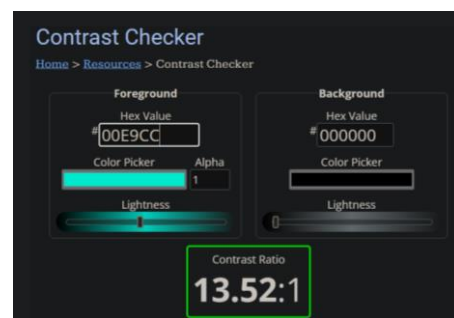 Contrast Checker
Home > Resources > Contrast Checker
Foreground
Hex Value
#00E9CC
Color Picker Alpha
1
Lightness
Background
Hex Value
#000000
Color Picker
Lightness
Contrast Ratio
13.52:1